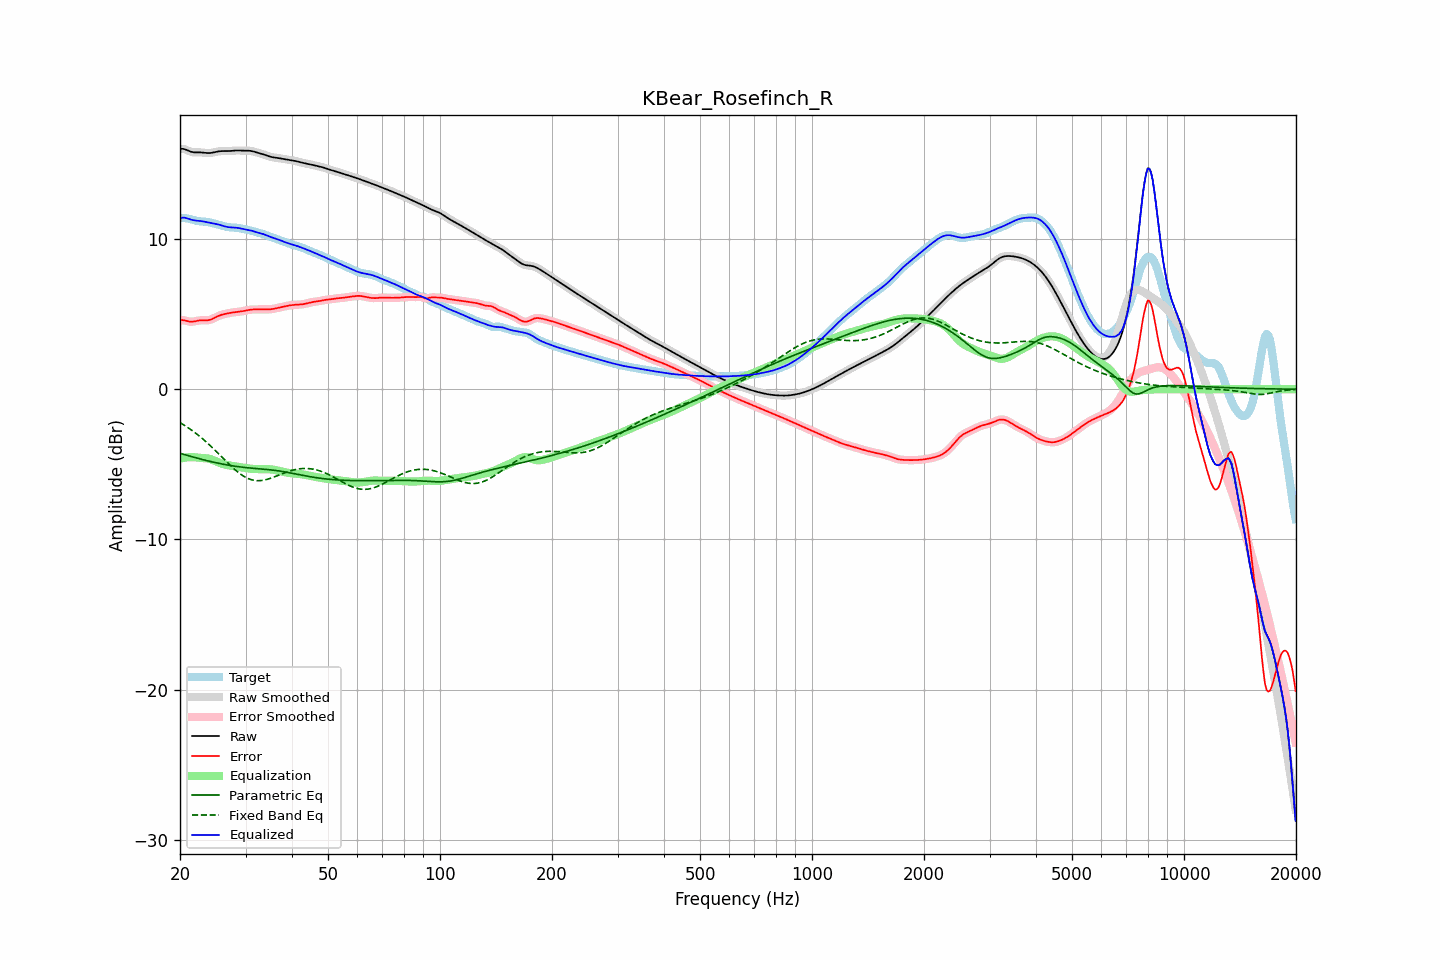 KBear_Rosefinch_R
10
0
−10
−20
−30
Amplitude (dBr)
Target
Raw Smoothed
Error Smoothed
Raw
Error
Equalization
Parametric Eq
Fixed Band Eq
Equalized
20 50 100 200 500 1000 2000 5000 10000 20000
Frequency (Hz)